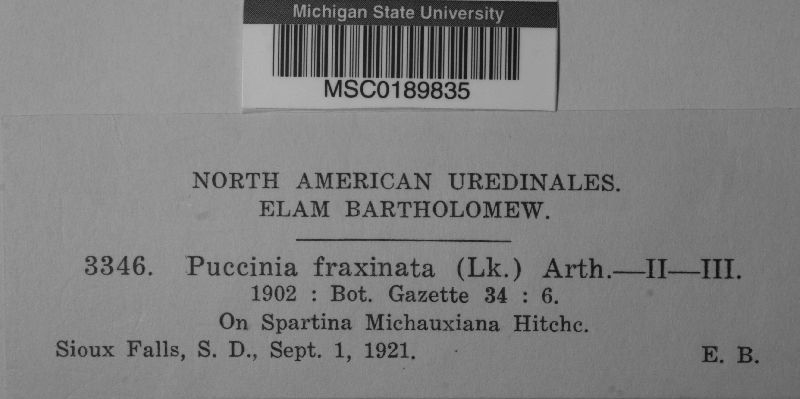 Michigan State University
MSC0189835
NORTH AMERICAN UREDINALES.
ELAM BARTHOLOMEW.
3346. Puccinia fraxinata (Lk.) Arth.—II—III.
1902 : Bot. Gazette 34 : 6.
On Spartina Michauxiana Hitchc.
Sioux Falls, S. D., Sept. 1, 1921.
E. B.